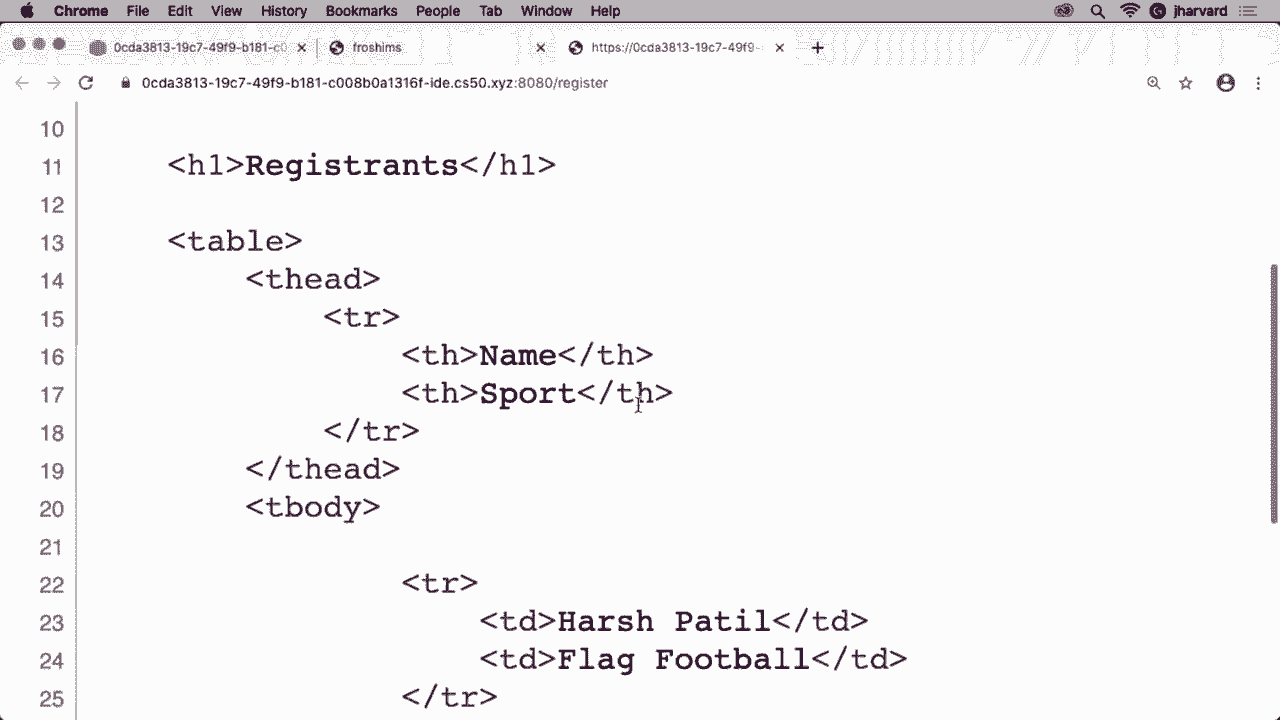 Chrome File Edit View History Bookmarks People Tab Window Help jharvard
0cda3813-19c7-49f9-b181-c0 froshims https://0cda3813-19c7-49f9-
0cda3813-19c7-49f9-b181-c008b0a1316f-ide.cs50.xyz:8080/register
10
11 <h1>Registrants</h1>
12
13 <table>
14 <thead>
15 <tr>
16 <th>Name</th>
17 <th>Sport</th>
18 </tr>
19 </thead>
20 <tbody>
21
22 <tr>
23 <td>Harsh Patil</td>
24 <td>Flag Football</td>
25 </tr>